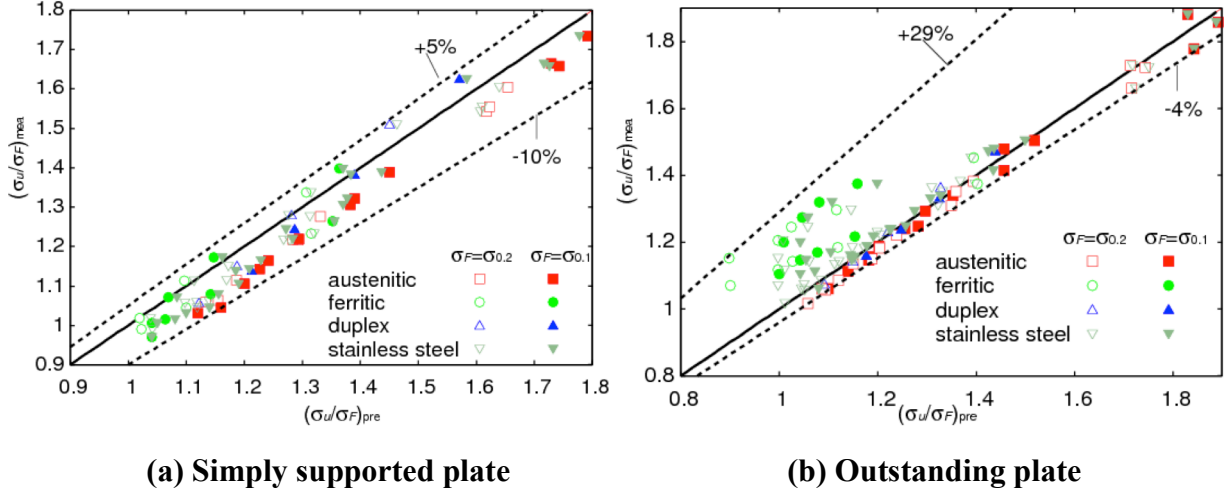 1.8
1.7
1.6
1.5
1.4
1.3
1.2
1.1
1
0.9
(σu/σF)mea
+5%
-10%
σF=σ0.2 σF=σ0.1
austenitic
ferritic
duplex
stainless steel
0.9 1 1.1 1.2 1.3 1.4 1.5 1.6 1.7 1.8
(σu/σF)pre
(a) Simply supported plate
1.8
1.6
1.4
1.2
1
0.8
(σu/σF)mea
+29%
-4%
σF=σ0.2 σF=σ0.1
austenitic
ferritic
duplex
stainless steel
0.8 1 1.2 1.4 1.6 1.8
(σu/σF)pre
(b) Outstanding plate